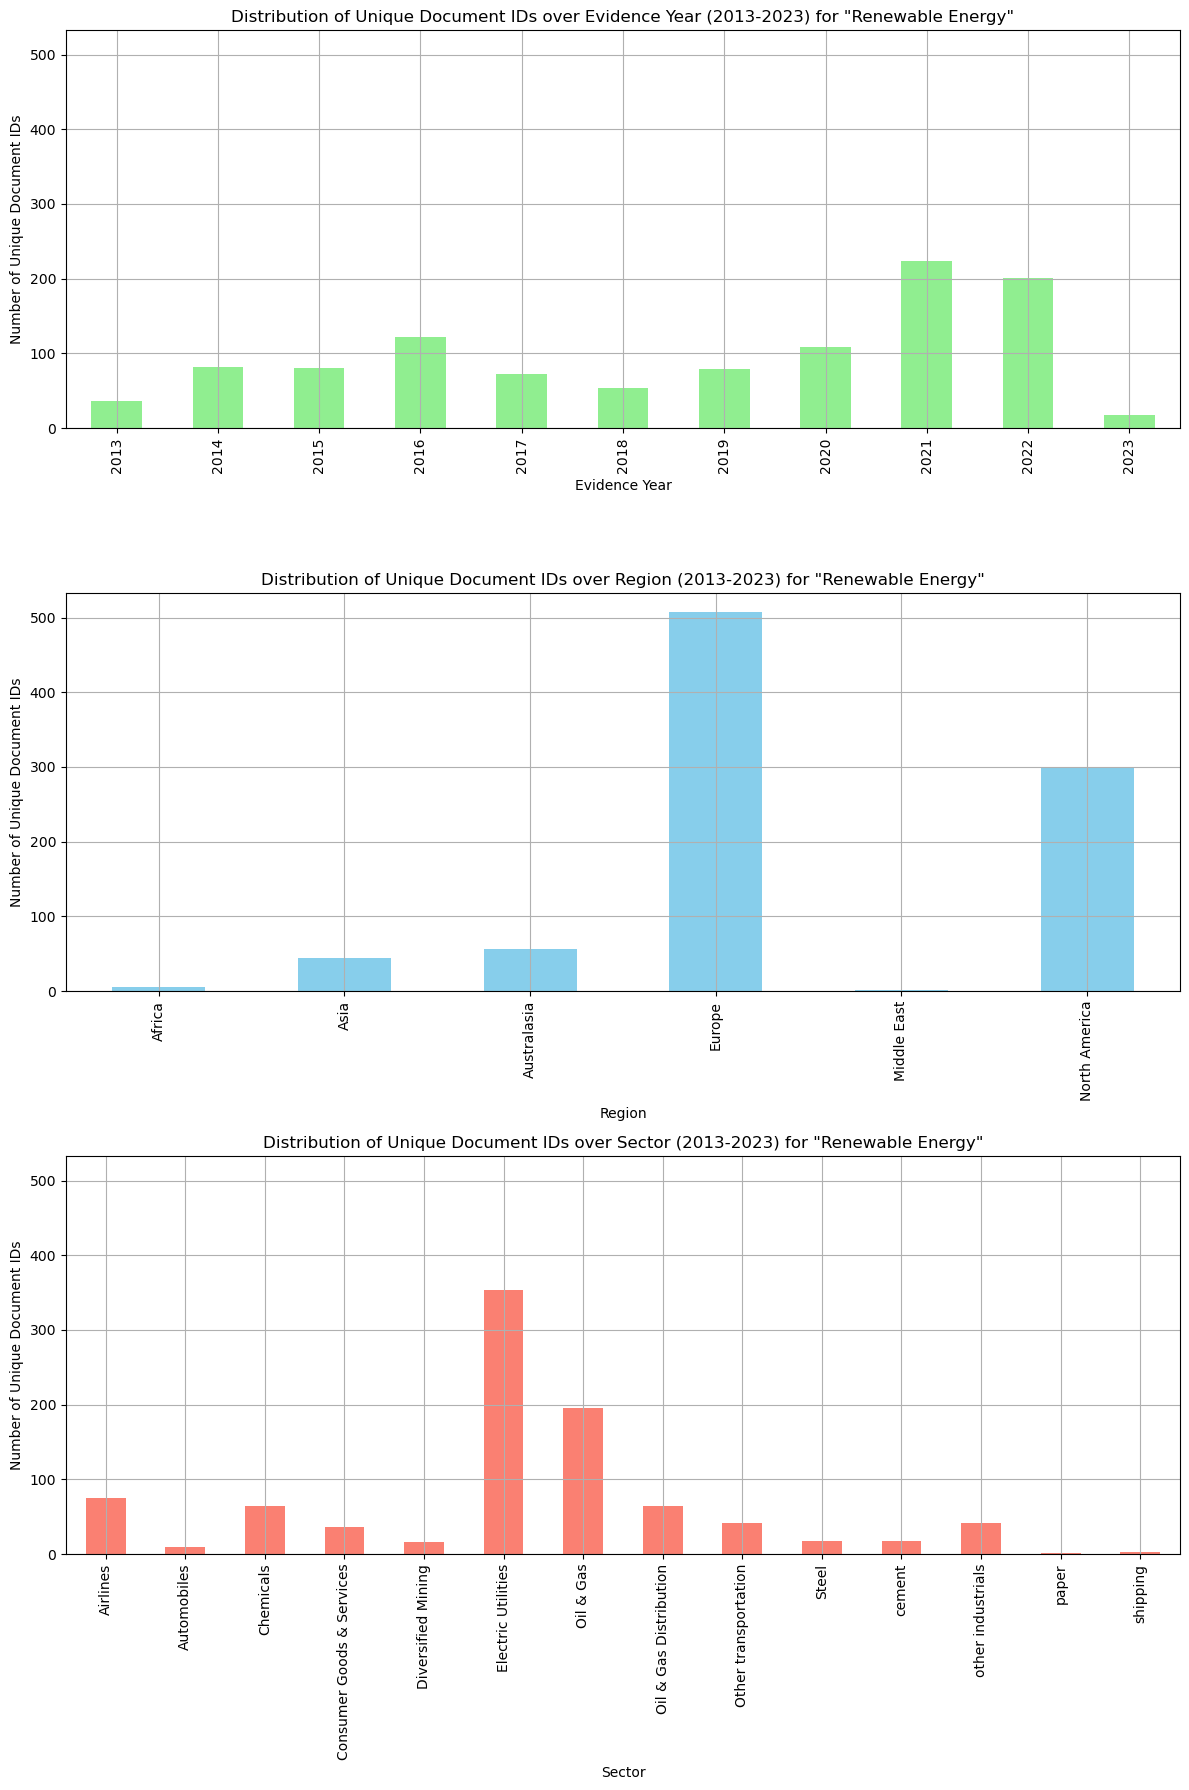 Distribution of Unique Document IDs over Evidence Year (2013-2023) for "Renewable Energy"
Number of Unique Document IDs
500
400
300
200
100
0
2013 2014 2015 2016 2017 2018 2019 2020 2021 2022 2023
Evidence Year
Distribution of Unique Document IDs over Region (2013-2023) for "Renewable Energy"
Number of Unique Document IDs
500
400
300
200
100
0
Africa Asia Australasia Europe Middle East North America
Region
Distribution of Unique Document IDs over Sector (2013-2023) for "Renewable Energy"
Number of Unique Document IDs
500
400
300
200
100
0
Airlines Automobiles Chemicals Consumer Goods & Services Diversified Mining Electric Utilities Oil & Gas Oil & Gas Distribution Other transportation Steel cement other industrials paper shipping
Sector